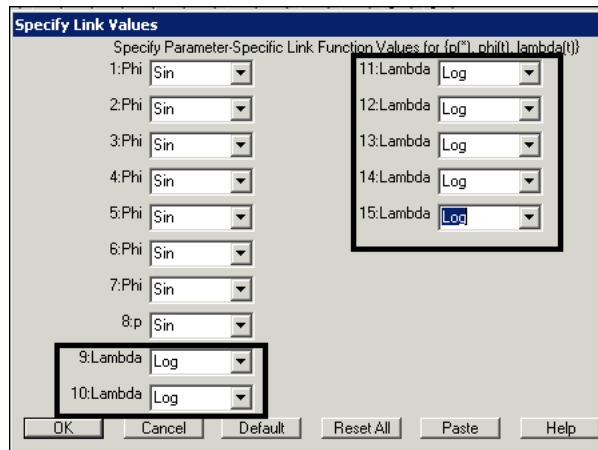 Specify Link Values
Specify Parameter-Specific Link Function Values for {p(*), phi(t), lambda(t)}
1:Phi Sin
2:Phi Sin
3:Phi Sin
4:Phi Sin
5:Phi Sin
6:Phi Sin
7:Phi Sin
8:p Sin
9:Lambda Log
10:Lambda Log
11:Lambda Log
12:Lambda Log
13:Lambda Log
14:Lambda Log
15:Lambda Log
OK Cancel Default Reset All Paste Help